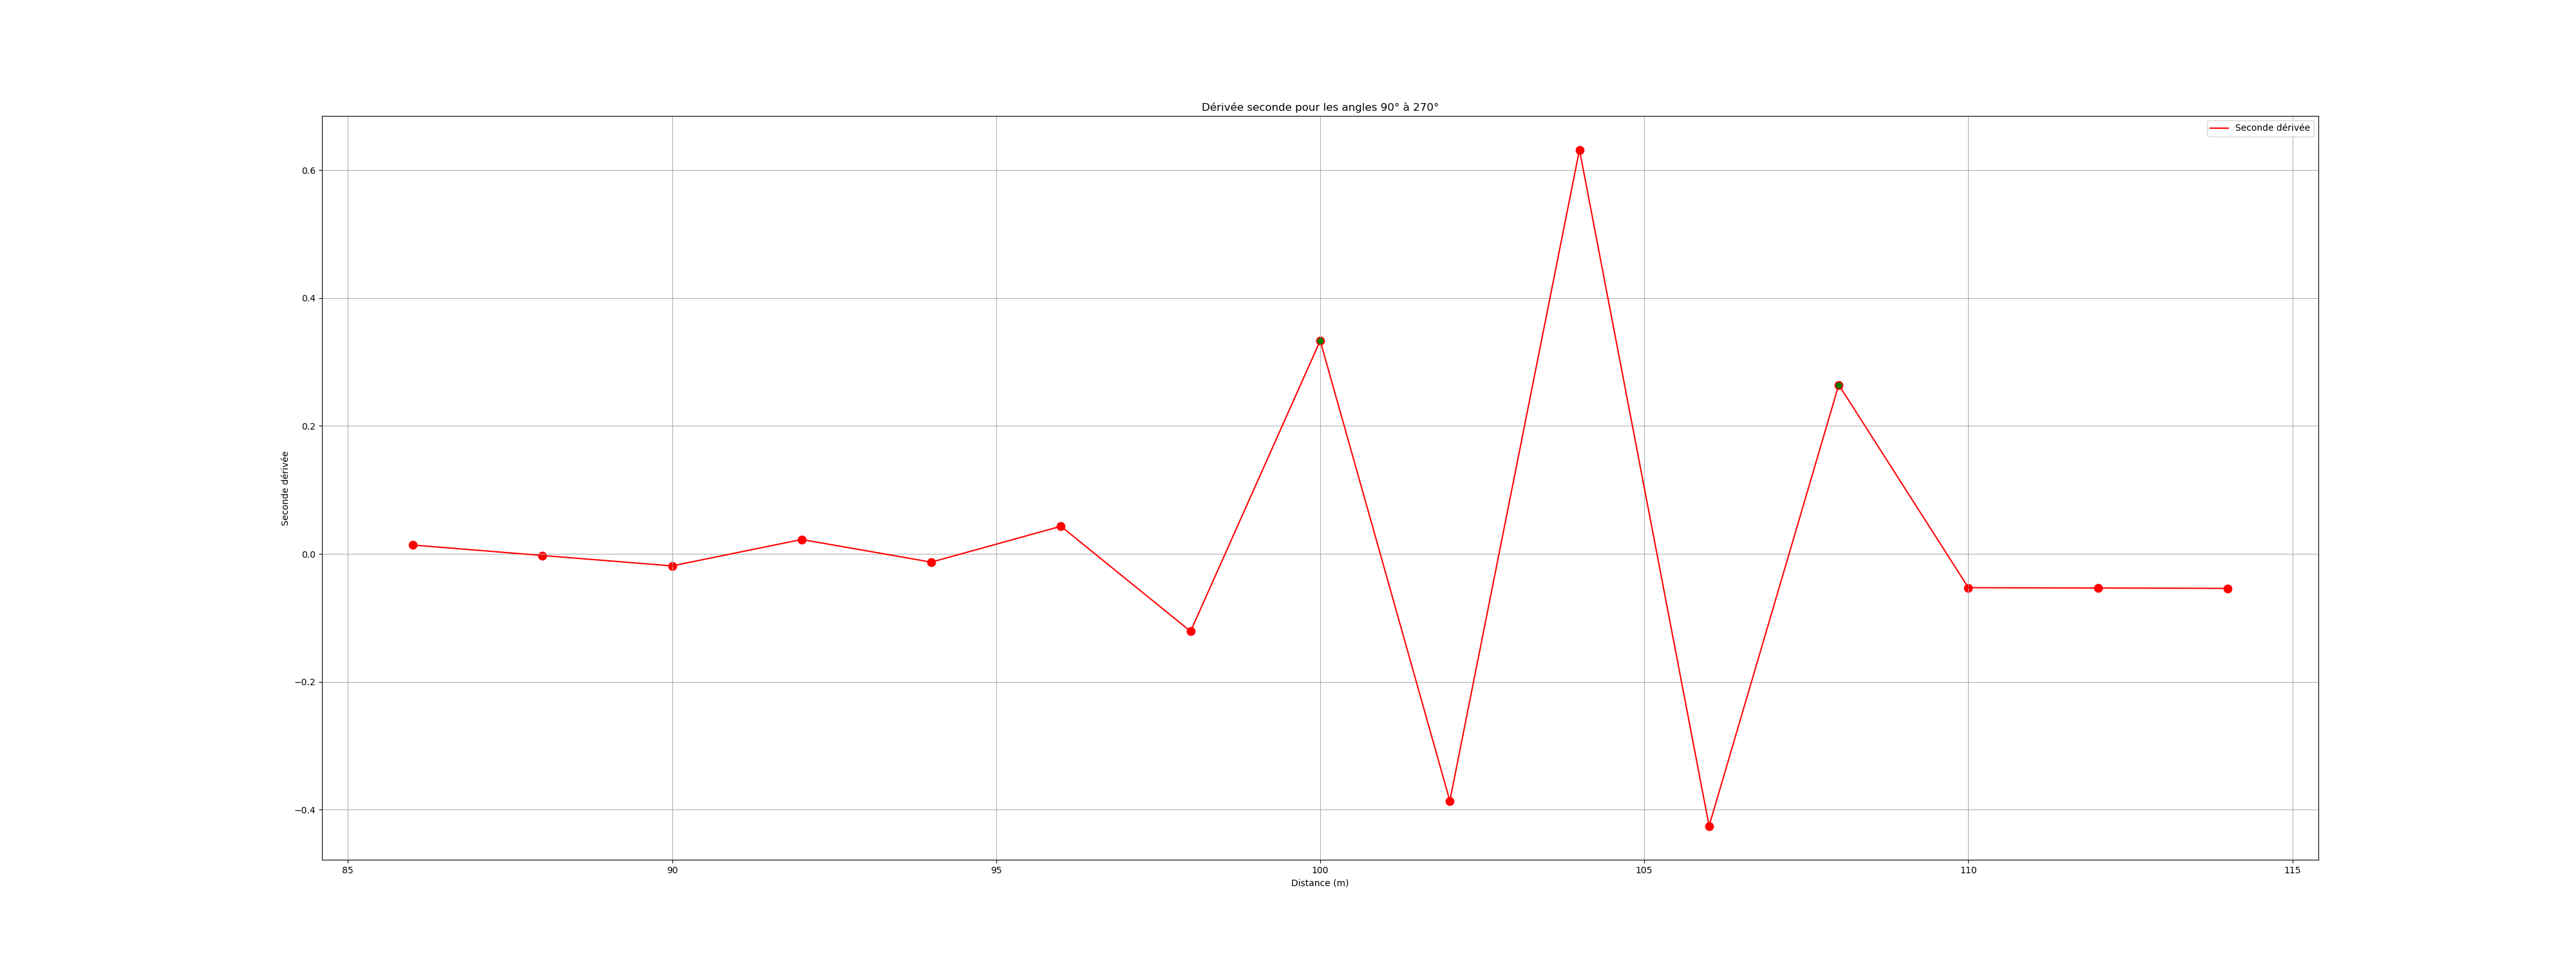 Dérivée seconde pour les angles 90° à 270°
Seconde dérivée
Seconde dérivée
0.6
0.4
0.2
0.0
−0.2
−0.4
85 90 95 100 105 110 115
Distance (m)